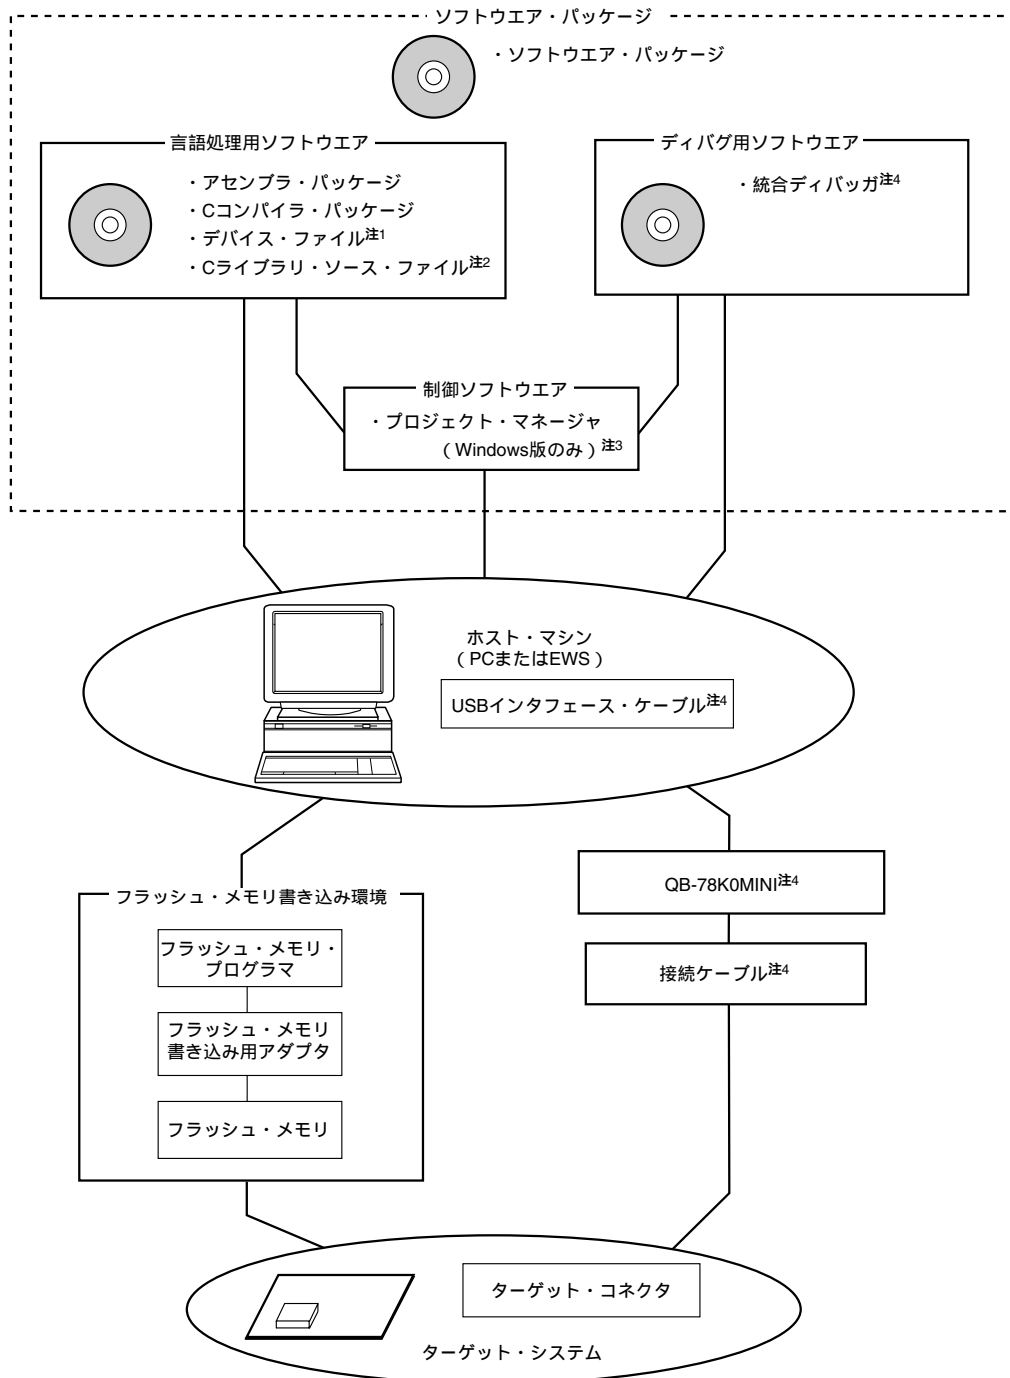 ソフトウエア・パッケージ
・ソフトウエア・パッケージ
言語処理用ソフトウエア
・アセンブラ・パッケージ
・Cコンパイラ・パッケージ
・デバイス・ファイル注1
・Cライブラリ・ソース・ファイル注2
ディバグ用ソフトウエア
・統合ディバッガ注4
制御ソフトウエア
・プロジェクト・マネージャ
（Windows版のみ）注3
ホスト・マシン
（PCまたはEWS）
USBインタフェース・ケーブル注4
フラッシュ・メモリ書き込み環境
フラッシュ・メモリ・
プログラマ
フラッシュ・メモリ
書き込み用アダプタ
フラッシュ・メモリ
QB-78K0MINI注4
接続ケーブル注4
ターゲット・コネクタ
ターゲット・システム